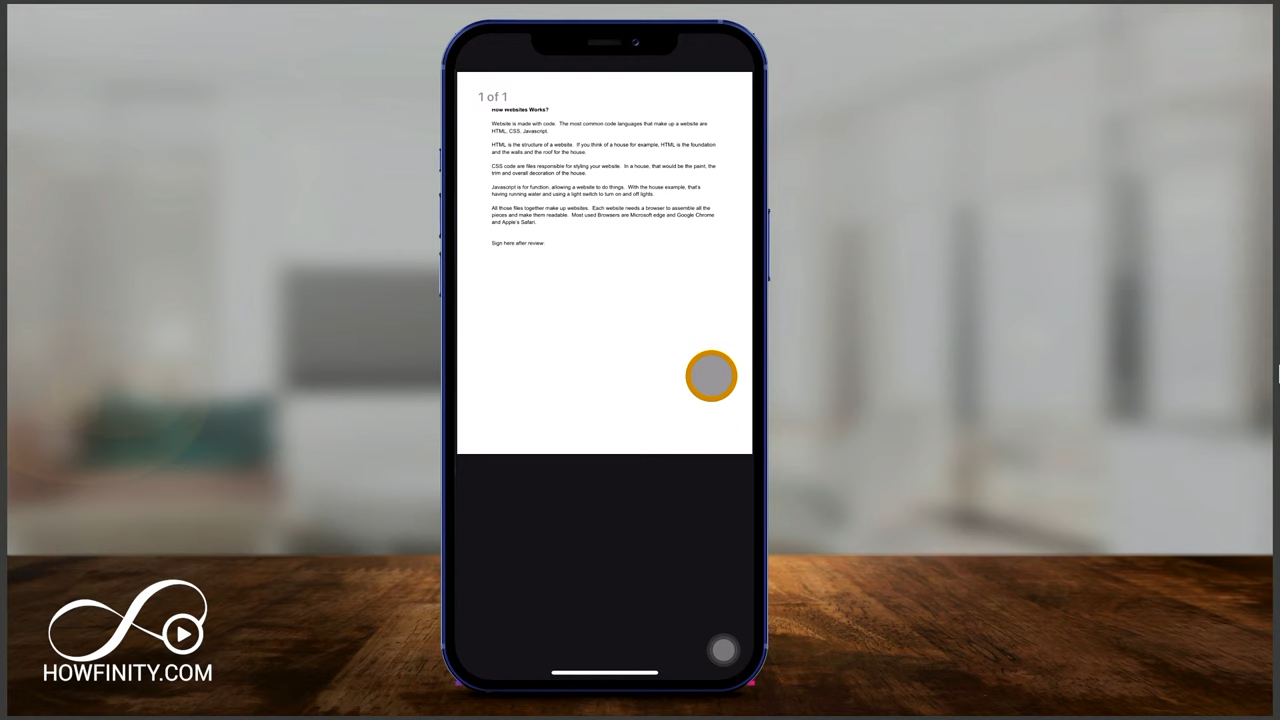 1 of 1
How Websites Works?
Website is made with code. The most common code languages that make up a website are
HTML, CSS, Javascript.
HTML is the structure of a website. If you think of a house for example, HTML is the foundation
and the walls and the roof for the house.
CSS code are files responsible for styling your website. In a house, that would be the paint, the
trim and overall decoration of the house.
Javascript is for function, allowing a website to do things. With the house example, that's
having running water and using a light switch to turn on and off lights.
All those files together make up websites. Each website needs a browser to assemble all the
pieces and make them readable. Most used Browsers are Microsoft edge and Google Chrome
and Apple's Safari.
Sign here after review:
HOWFINITY.COM